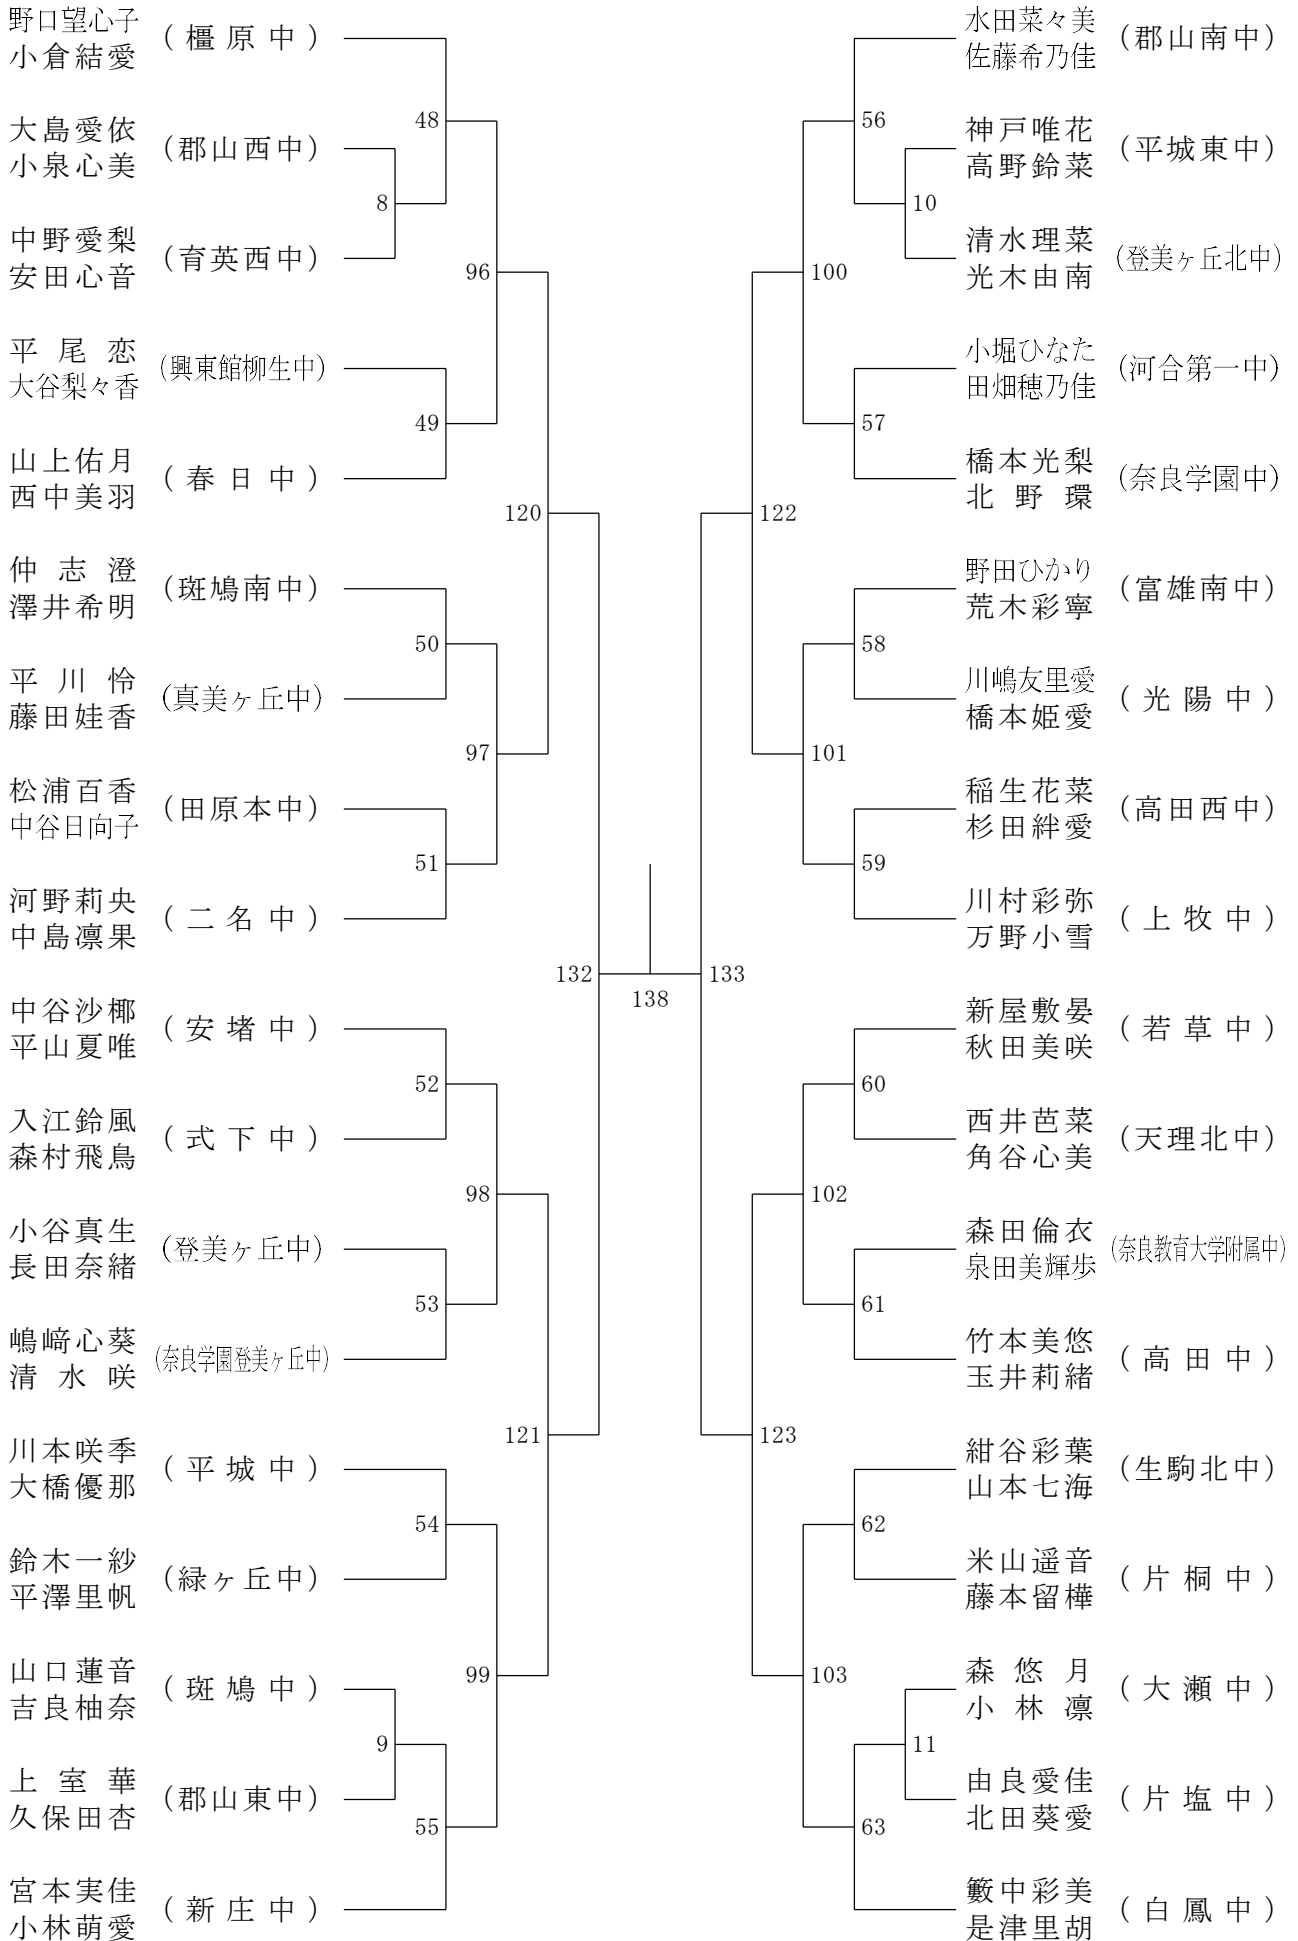 野口望心子
小倉結愛
(橿原中)
大島愛依
小泉心美
(郡山西中)
中野愛梨
安田心音
(育英西中)
平尾恋
大谷梨々香
(興東館柳生中)
山上佑月
西中美羽
(春日中)
仲志澄
澤井希明
(斑鳩南中)
平川怜
藤田娃香
(真美ヶ丘中)
松浦百香
中谷日向子
(田原本中)
河野莉央
中島凛果
(二名中)
中谷沙椰
平山夏唯
(安堵中)
入江鈴風
森村飛鳥
(式下中)
小谷真生
長田奈緒
(登美ヶ丘中)
嶋﨑心葵
清水咲
(奈良学園登美ヶ丘中)
川本咲季
大橋優那
(平城中)
鈴木一紗
平澤里帆
(緑ヶ丘中)
山口蓮音
吉良柚奈
(斑鳩中)
上室華
久保田杏
(郡山東中)
宮本実佳
小林萌愛
(新庄中)
8
9
48
49
50
51
52
53
54
55
96
97
98
99
120
121
132
138
133
122
123
100
101
102
103
56
57
58
59
60
61
62
63
10
11
水田菜々美
佐藤希乃佳
(郡山南中)
神戸唯花
高野鈴菜
(平城東中)
清水理菜
光木由南
(登美ヶ丘北中)
小堀ひなた
田畑穂乃佳
(河合第一中)
橋本光梨
北野環
(奈良学園中)
野田ひかり
荒木彩寧
(富雄南中)
川嶋友里愛
橋本姫愛
(光陽中)
稲生花菜
杉田絆愛
(高田西中)
川村彩弥
万野小雪
(上牧中)
新屋敷晏
秋田美咲
(若草中)
西井芭菜
角谷心美
(天理北中)
森田倫衣
泉田美輝歩
(奈良教育大学附属中)
竹本美悠
玉井莉緒
(高田中)
紺谷彩葉
山本七海
(生駒北中)
米山遥音
藤本留樺
(片桐中)
森悠月
小林凛
(大瀬中)
由良愛佳
北田葵愛
(片塩中)
籔中彩美
是津里胡
(白鳳中)